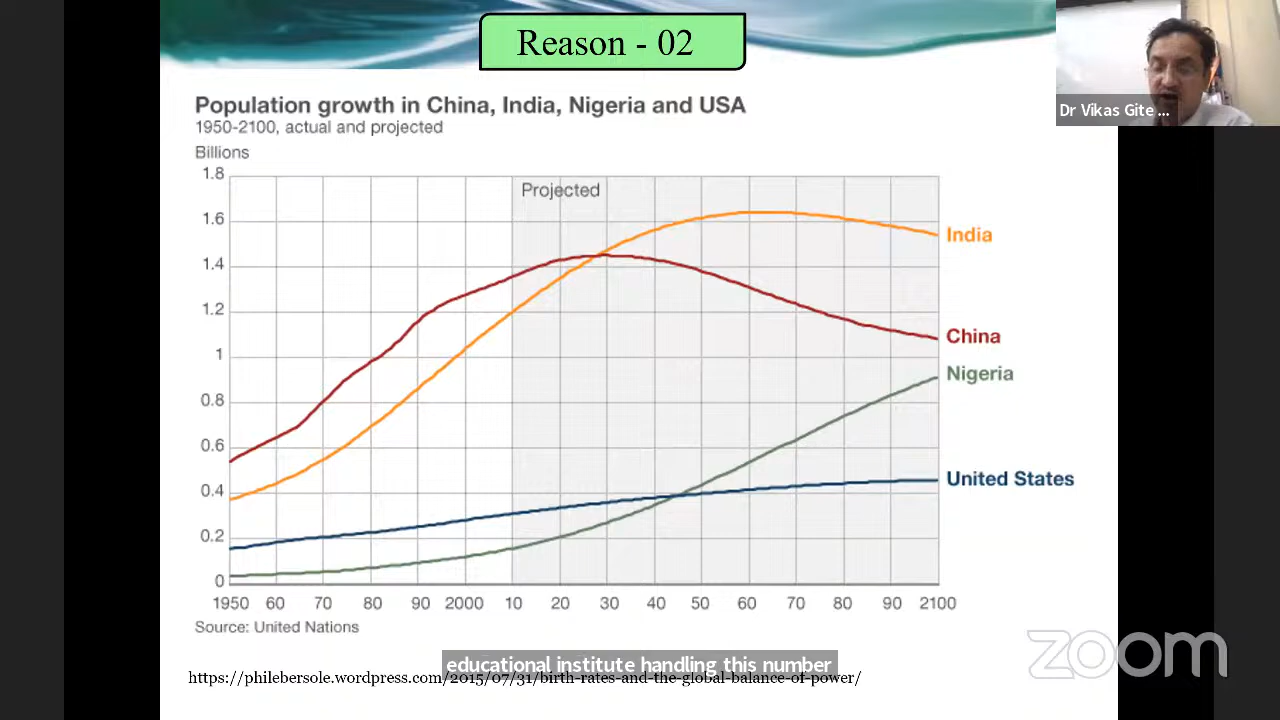 Reason - 02
Dr Vikas Gite ...
Population growth in China, India, Nigeria and USA
1950-2100, actual and projected
Billions
1.8
Projected
1.6
India
1.4
1.2
China
1
Nigeria
0.8
0.6
United States
0.4
0.2
0
1950 60 70 80 90 2000 10 20 30 40 50 60 70 80 90 2100
Source: United Nations
zoom
educational institute handling this number
https://philebersole.wordpress.com/2015/07/31/birth-rates-and-the-global-balance-of-power/